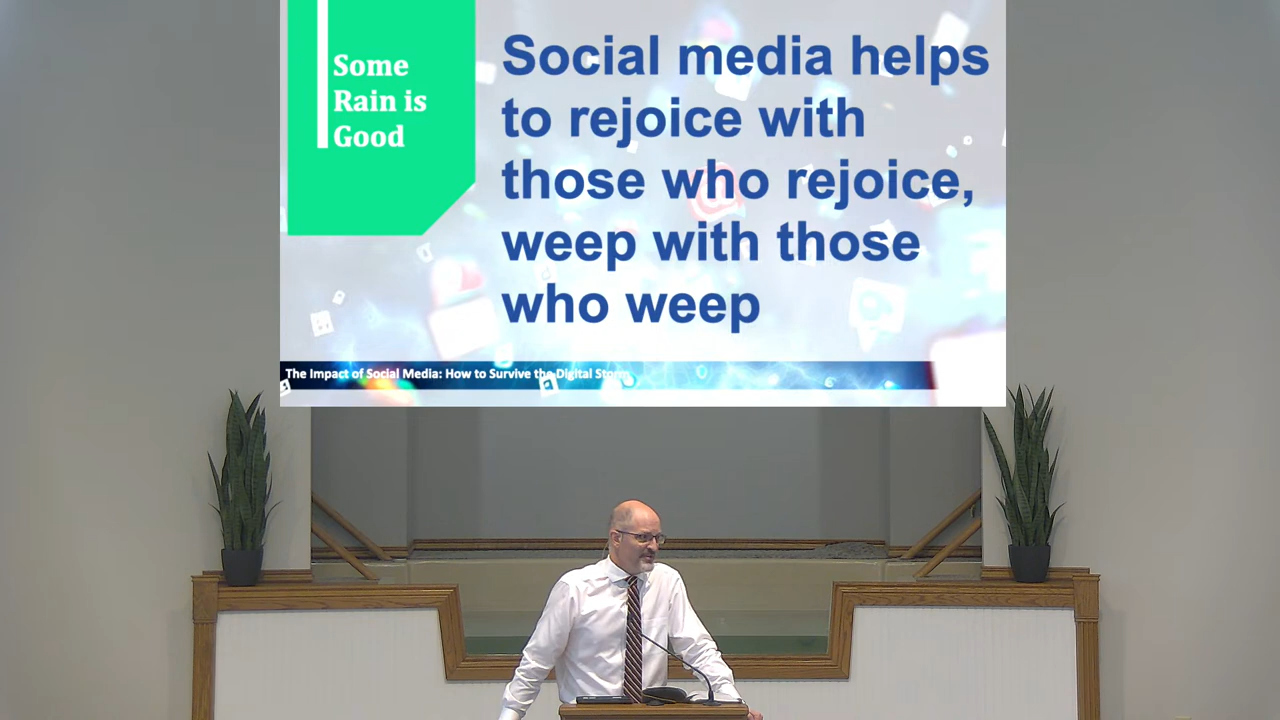 Some
Rain is
Good
Social media helps
to rejoice with
those who rejoice,
weep with those
who weep
The Impact of Social Media: How to Survive the Digital Storm